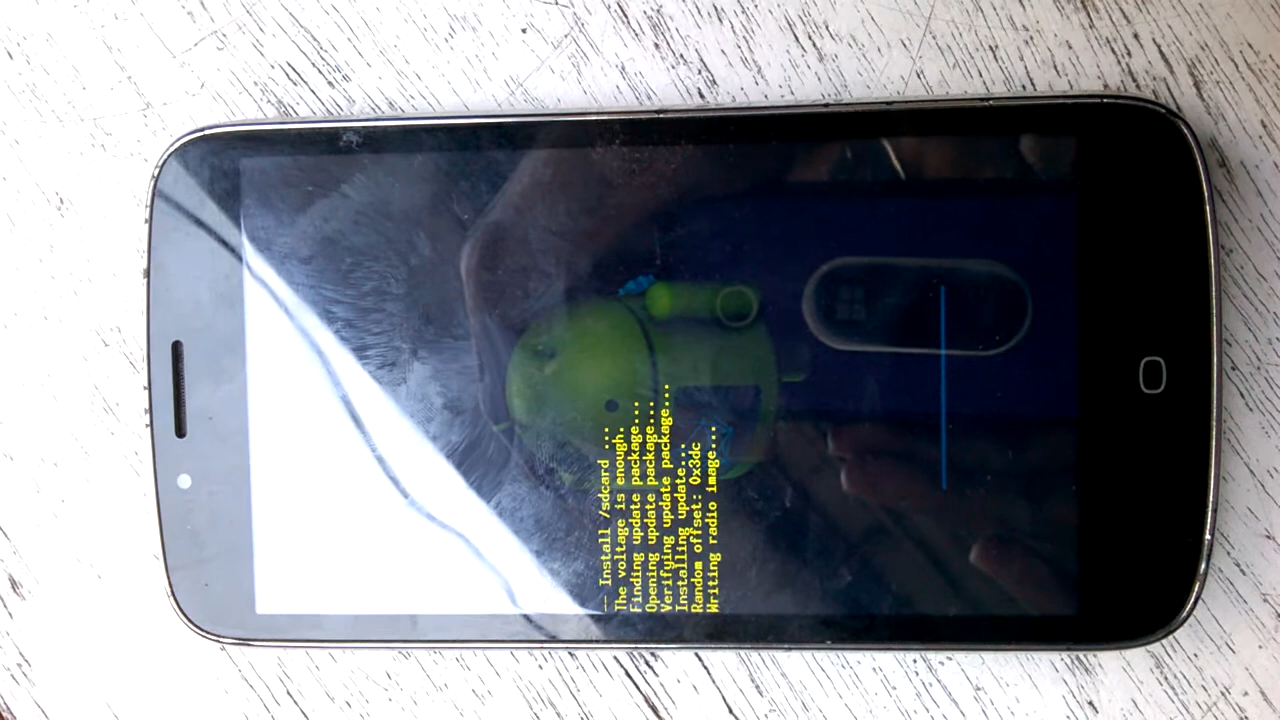 -- Install /sdcard ...
The voltage is enough.
Finding update package...
Opening update package...
Verifying update package...
Installing update...
Random offset: 0x3dc
Writing radio image...